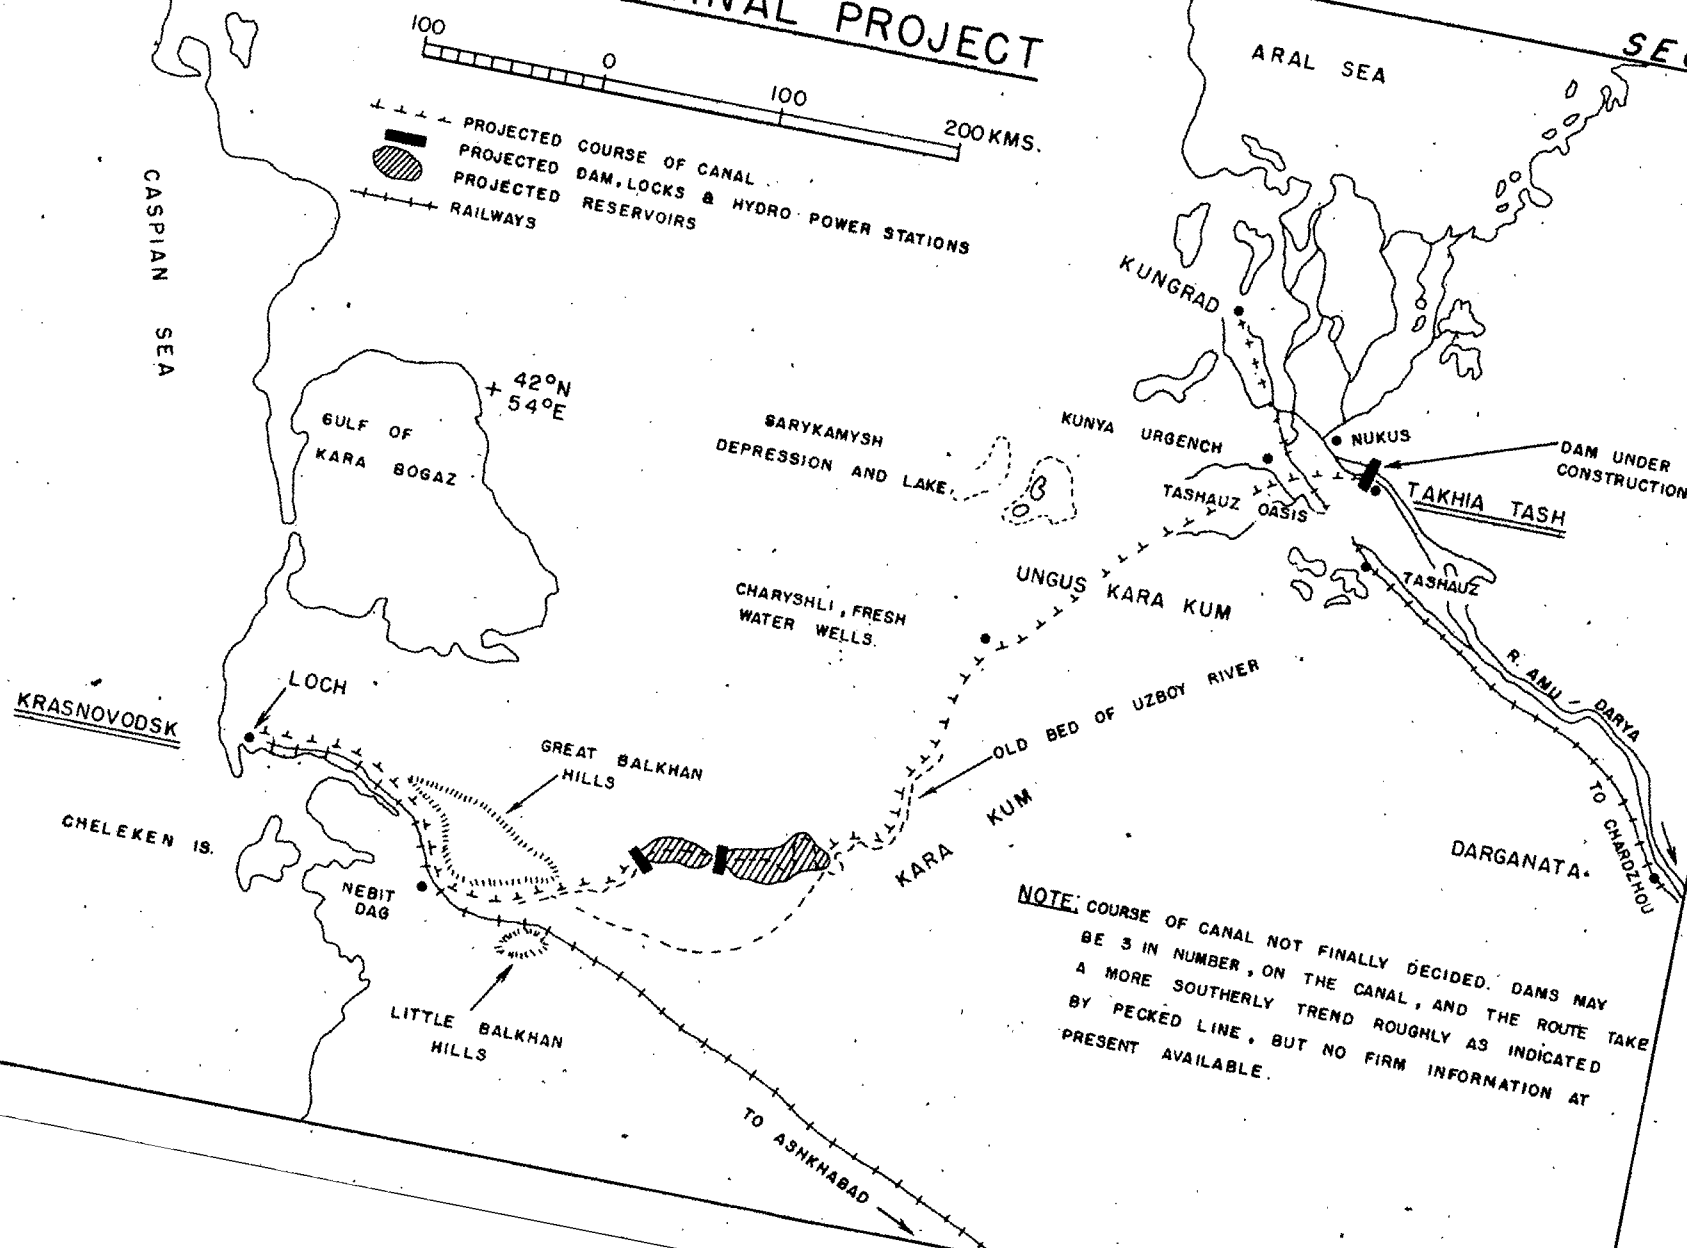 PROJECT
SEC
100 0 100 200 KMS.
PROJECTED COURSE OF CANAL
PROJECTED DAM, LOCKS & HYDRO POWER STATIONS
PROJECTED RESERVOIRS
RAILWAYS
ARAL SEA
CASPIAN SEA
KUNGRAD
42°N
54°E
GULF OF
KARA BOGAZ
SARYKAMYSH
DEPRESSION AND LAKE.
KUNYA URGENCH
NUKUS
DAM UNDER
CONSTRUCTION
TAKHIA TASH
TASHAUZ OASIS
UNGUS KARA KUM
TASHAUZ
CHARYSHLI, FRESH
WATER WELLS.
R. AMU DARYA
LOCH
KRASNOVODSK
OLD BED OF UZBOY RIVER
GREAT BALKHAN
HILLS
KARA KUM
TO CHARDZHOU
CHELEKEN IS.
DARGANATA
NEBIT
DAG
LITTLE BALKHAN
HILLS
NOTE: COURSE OF CANAL NOT FINALLY DECIDED. DAMS MAY
BE 3 IN NUMBER, ON THE CANAL, AND THE ROUTE TAKE
A MORE SOUTHERLY TREND ROUGHLY AS INDICATED
BY PECKED LINE, BUT NO FIRM INFORMATION AT
PRESENT AVAILABLE.
TO ASHKHABAD